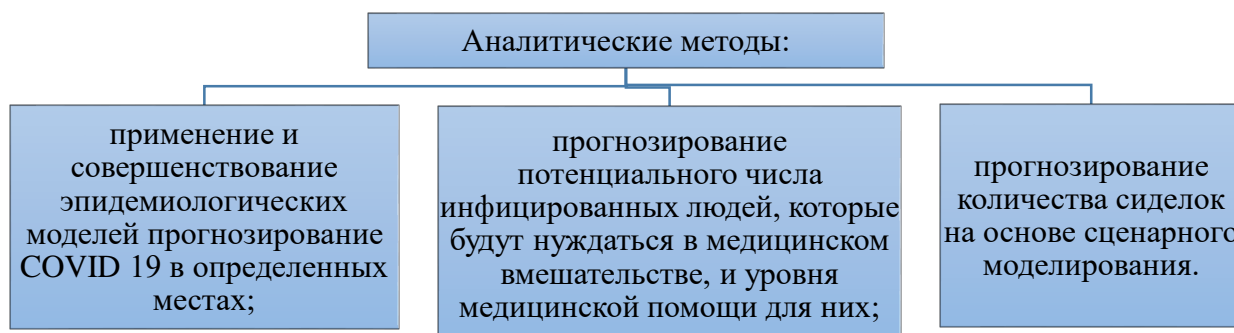 Аналитические методы:
применение и
совершенствование
эпидемиологических
моделей прогнозирование
COVID 19 в определенных
местах;
прогнозирование
потенциального числа
инфицированных людей, которые
будут нуждаться в медицинском
вмешательстве, и уровня
медицинской помощи для них;
прогнозирование
количества сиделок
на основе сценарного
моделирования.